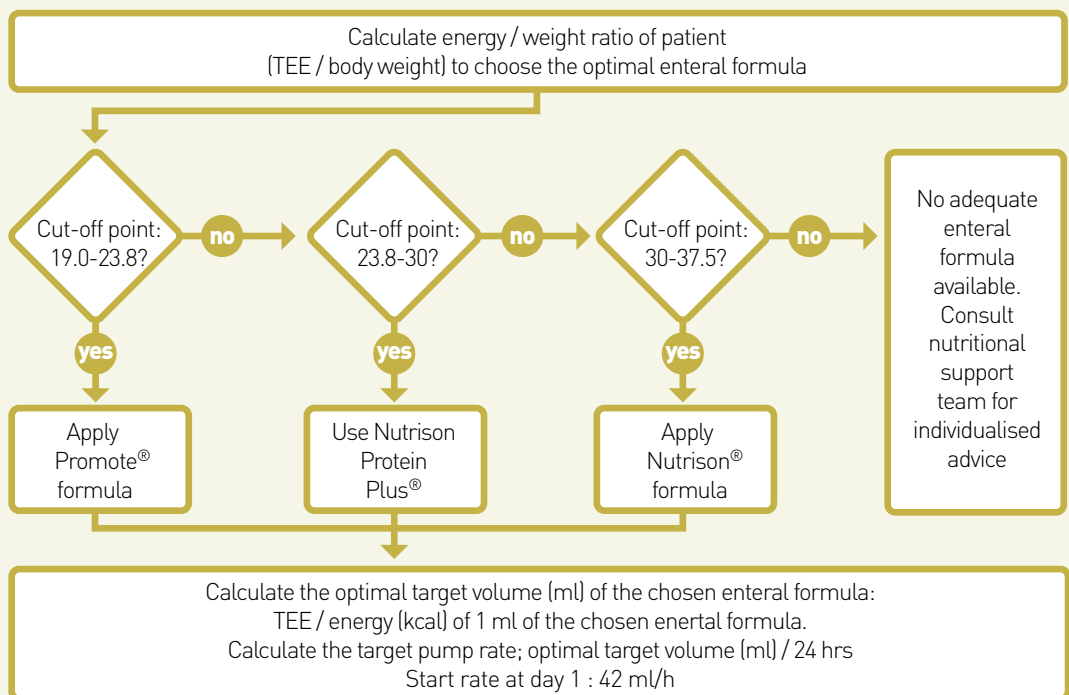 Calculate energy / weight ratio of patient
(TEE / body weight) to choose the optimal enteral formula
Cut-off point:
19.0-23.8?
no
Cut-off point:
23.8-30?
no
Cut-off point:
30-37.5?
no
No adequate
enteral
formula
available.
Consult
nutritional
support
team for
individualised
advice
yes
yes
yes
Apply
Promote®
formula
Use Nutrison
Protein
Plus®
Apply
Nutrison®
formula
Calculate the optimal target volume (ml) of the chosen enteral formula:
TEE / energy (kcal) of 1 ml of the chosen enertal formula.
Calculate the target pump rate; optimal target volume (ml) / 24 hrs
Start rate at day 1 : 42 ml/h